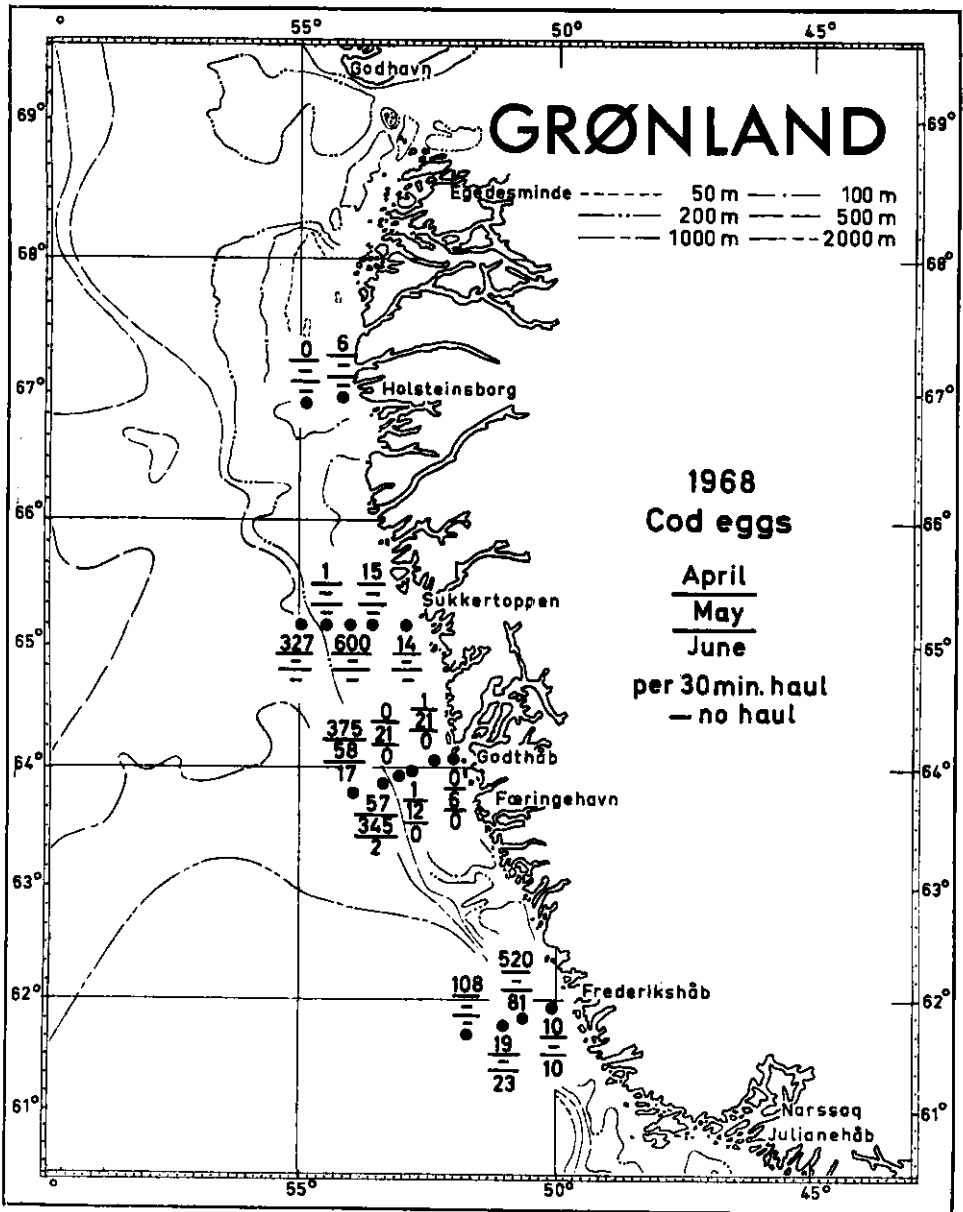 ° 55° 50° 45°
Godhavn
69° 69°
GRØNLAND
Egedesminde
50 m 100 m
200 m 500 m
1000 m 2000 m
68° 68°
0 6
– –
– –
67° 67°
Holsteinsborg
1968
Cod eggs
66° 66°
April
May
June
per 30 min. haul
– no haul
1 15
– –
– –
Sukkertoppen
65° 65°
327 600 14
– – –
– – –
375 0 1
58 21 21
17 0 0
Godthåb
64° 64°
57 1 0
345 12 6
2 0 0
Færingehavn
63° 63°
108 520
– –
– 81
62° 62°
Frederikshåb
19 10
– –
23 10
61° 61°
Narssaq
Julianehåb
° 55° 50° 45°